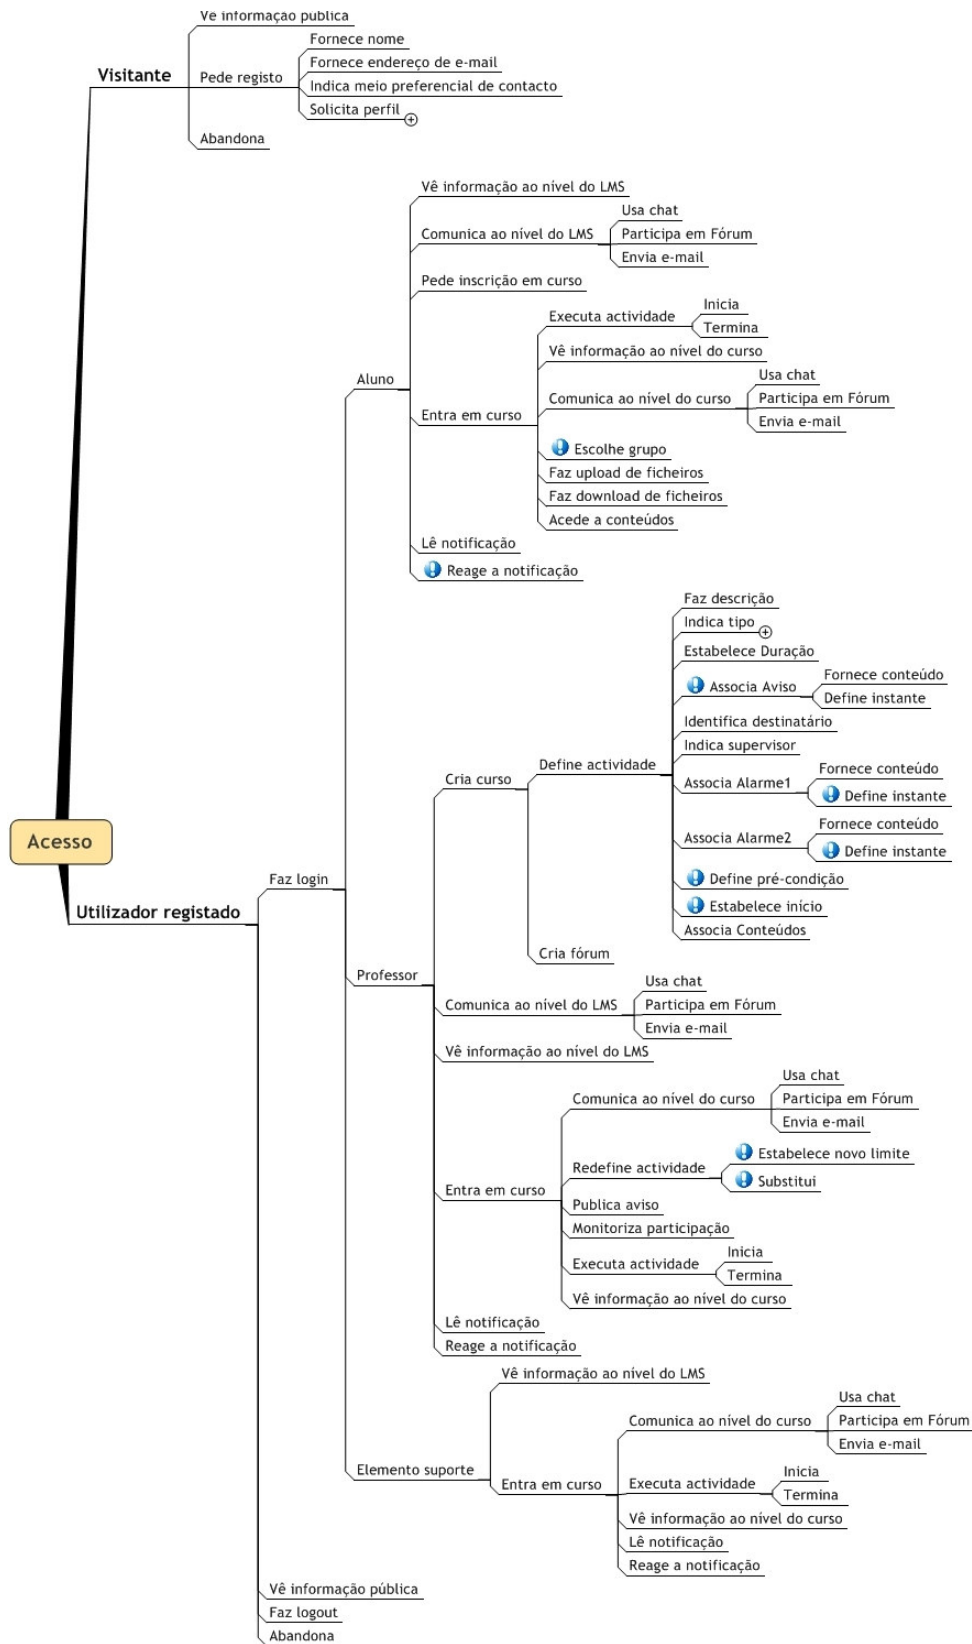 Vê informação pública
Visitante
Pede registo
Fornece nome
Fornece endereço de e-mail
Indica meio preferencial de contacto
Solicita perfil
Abandona
Acesso
Utilizador registado
Faz login
Aluno
Vê informação ao nível do LMS
Comunica ao nível do LMS
Usa chat
Participa em Fórum
Envia e-mail
Pede inscrição em curso
Entra em curso
Executa actividade
Inicia
Termina
Vê informação ao nível do curso
Comunica ao nível do curso
Usa chat
Participa em Fórum
Envia e-mail
Escolhe grupo
Faz upload de ficheiros
Faz download de ficheiros
Acede a conteúdos
Lê notificação
Reage a notificação
Professor
Cria curso
Define actividade
Faz descrição
Indica tipo
Estabelece Duração
Associa Aviso
Fornece conteúdo
Define instante
Identifica destinatário
Indica supervisor
Associa Alarme1
Fornece conteúdo
Define instante
Associa Alarme2
Fornece conteúdo
Define instante
Define pré-condição
Estabelece início
Associa Conteúdos
Cria fórum
Comunica ao nível do LMS
Usa chat
Participa em Fórum
Envia e-mail
Vê informação ao nível do LMS
Entra em curso
Comunica ao nível do curso
Usa chat
Participa em Fórum
Envia e-mail
Redefine actividade
Estabelece novo limite
Substitui
Publica aviso
Monitoriza participação
Executa actividade
Inicia
Termina
Vê informação ao nível do curso
Lê notificação
Reage a notificação
Elemento suporte
Vê informação ao nível do LMS
Entra em curso
Comunica ao nível do curso
Usa chat
Participa em Fórum
Envia e-mail
Executa actividade
Inicia
Termina
Vê informação ao nível do curso
Lê notificação
Reage a notificação
Vê informação pública
Faz logout
Abandona